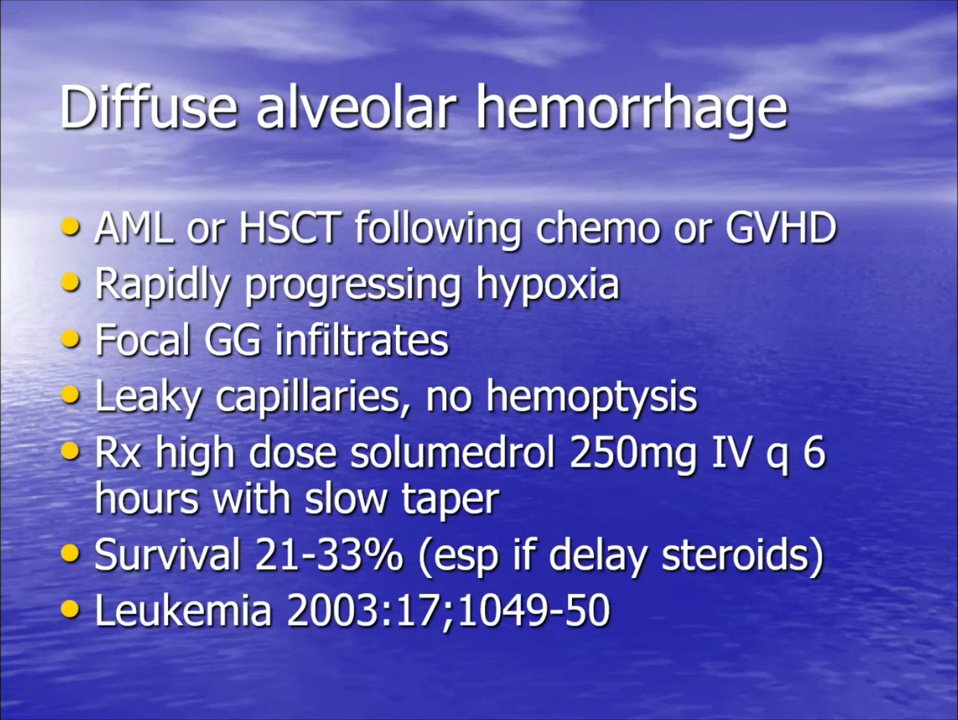 Diffuse alveolar hemorrhage
• AML or HSCT following chemo or GVHD
• Rapidly progressing hypoxia
• Focal GG infiltrates
• Leaky capillaries, no hemoptysis
• Rx high dose solumedrol 250mg IV q 6
hours with slow taper
• Survival 21-33% (esp if delay steroids)
• Leukemia 2003:17;1049-50